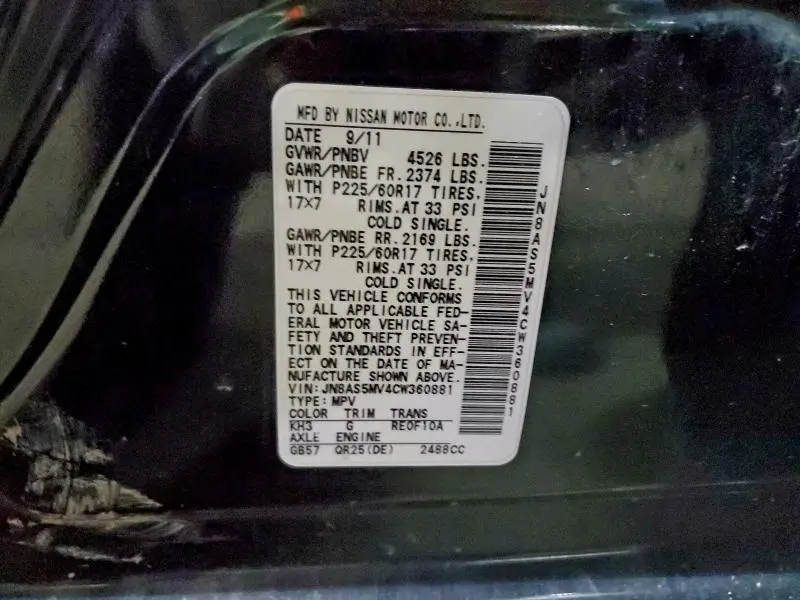 MFD BY NISSAN MOTOR CO.,LTD.
DATE 9/11
GVWR/PNBV 4526 LBS.
GAWR/PNBE FR. 2374 LBS.
WITH P225/60R17 TIRES,
17×7 RIMS.AT 33 PSI
COLD SINGLE.
GAWR/PNBE RR. 2169 LBS.
WITH P225/60R17 TIRES,
17×7 RIMS.AT 33 PSI
COLD SINGLE.
THIS VEHICLE CONFORMS
TO ALL APPLICABLE FED-
ERAL MOTOR VEHICLE SA-
FETY AND THEFT PREVEN-
TION STANDARDS IN EFF-
ECT ON THE DATE OF MA-
NUFACTURE SHOWN ABOVE.
VIN: JN8AS5MV4CW360881
TYPE: MPV
COLOR TRIM TRANS
KH3 G RE0F10A
AXLE ENGINE
GB57 QR25(DE) 2488CC
JN8AS5MV4CW360881